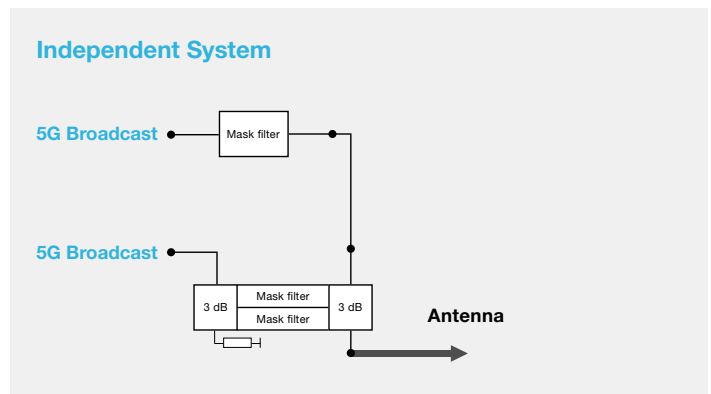 Independent System
5G Broadcast
Mask filter
5G Broadcast
3 dB
Mask filter
Mask filter
3 dB
Antenna